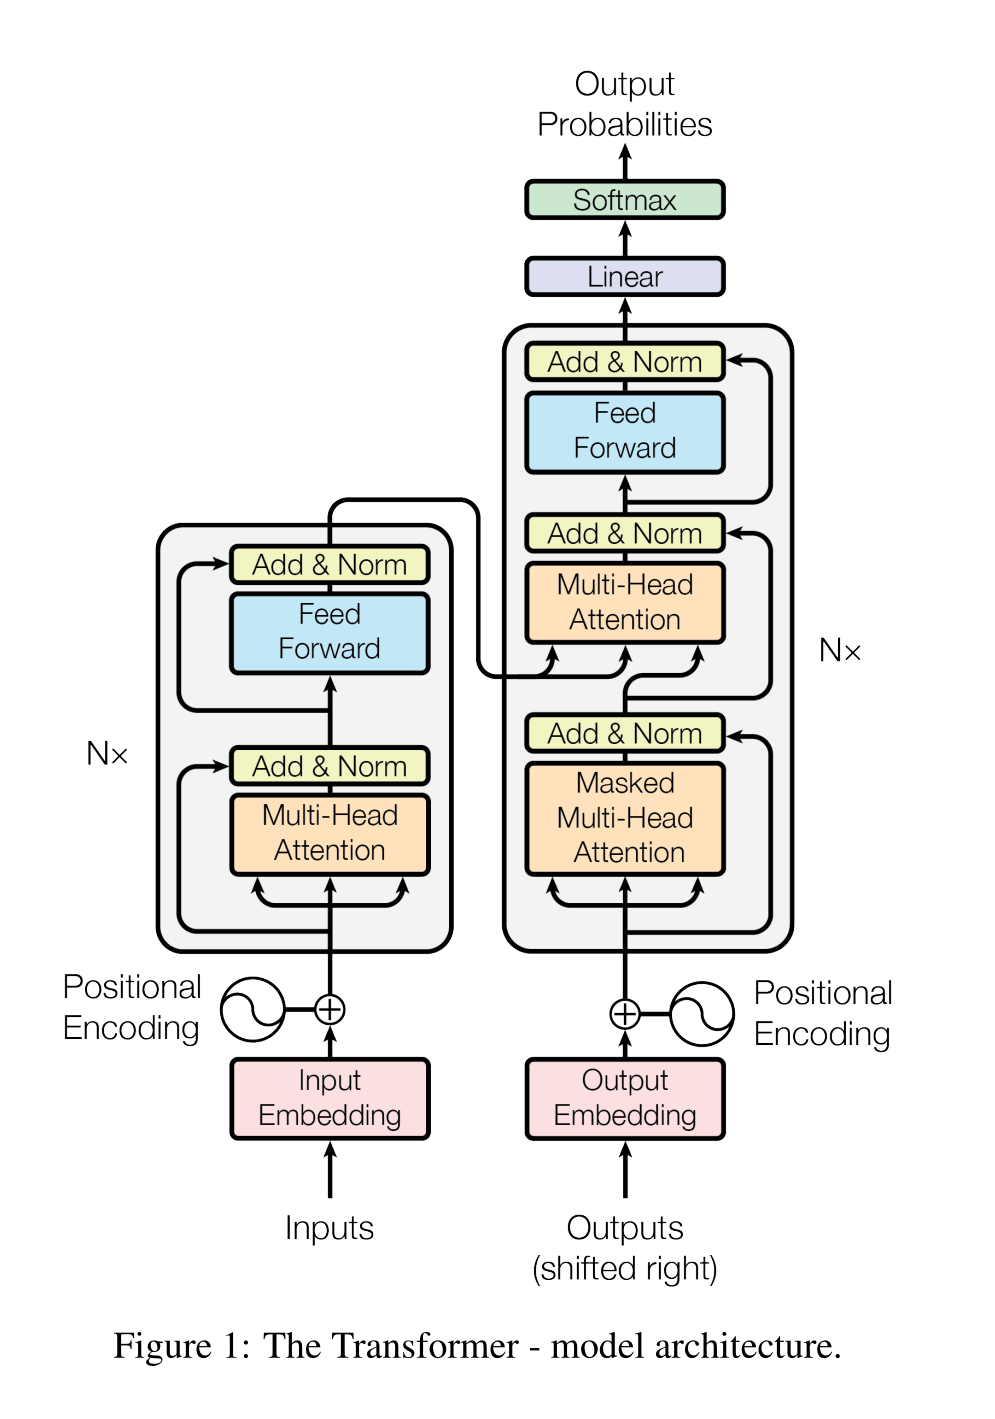 Output
Probabilities
Softmax
Linear
Add & Norm
Feed
Forward
Add & Norm
Multi-Head
Attention
Add & Norm
Masked
Multi-Head
Attention
N×
Add & Norm
Feed
Forward
Add & Norm
Multi-Head
Attention
N×
Positional
Encoding
Positional
Encoding
Input
Embedding
Output
Embedding
Inputs
Outputs
(shifted right)
Figure 1: The Transformer - model architecture.